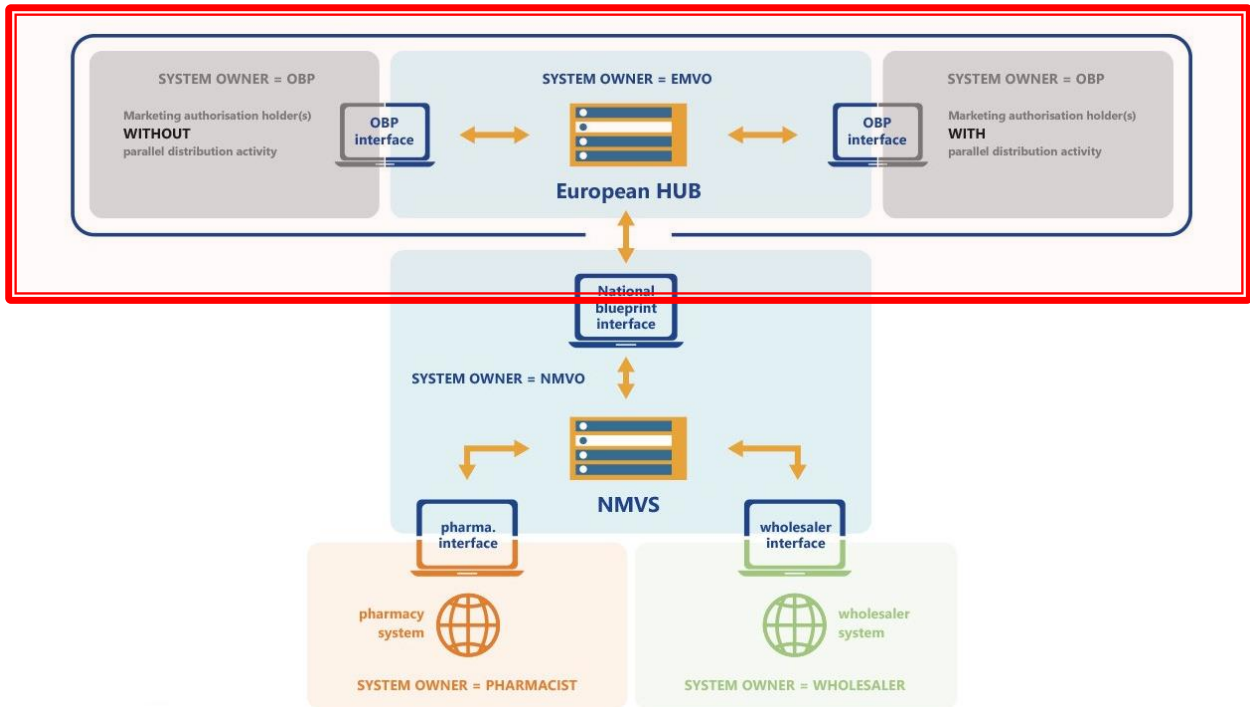 SYSTEM OWNER = OBP
Marketing authorisation holder(s)
WITHOUT
parallel distribution activity
OBP
interface
SYSTEM OWNER = EMVO
European HUB
OBP
interface
SYSTEM OWNER = OBP
Marketing authorisation holder(s)
WITH
parallel distribution activity
National
blueprint
interface
SYSTEM OWNER = NMVO
NMVS
pharma.
interface
wholesaler
interface
pharmacy
system
SYSTEM OWNER = PHARMACIST
wholesaler
system
SYSTEM OWNER = WHOLESALER